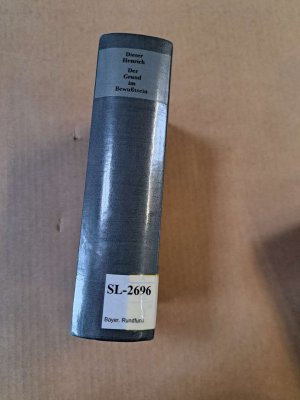 Dieter
Henrich
Der
Grund
im
Bewußtsein
SL-2696
Bayer. Rundfunk